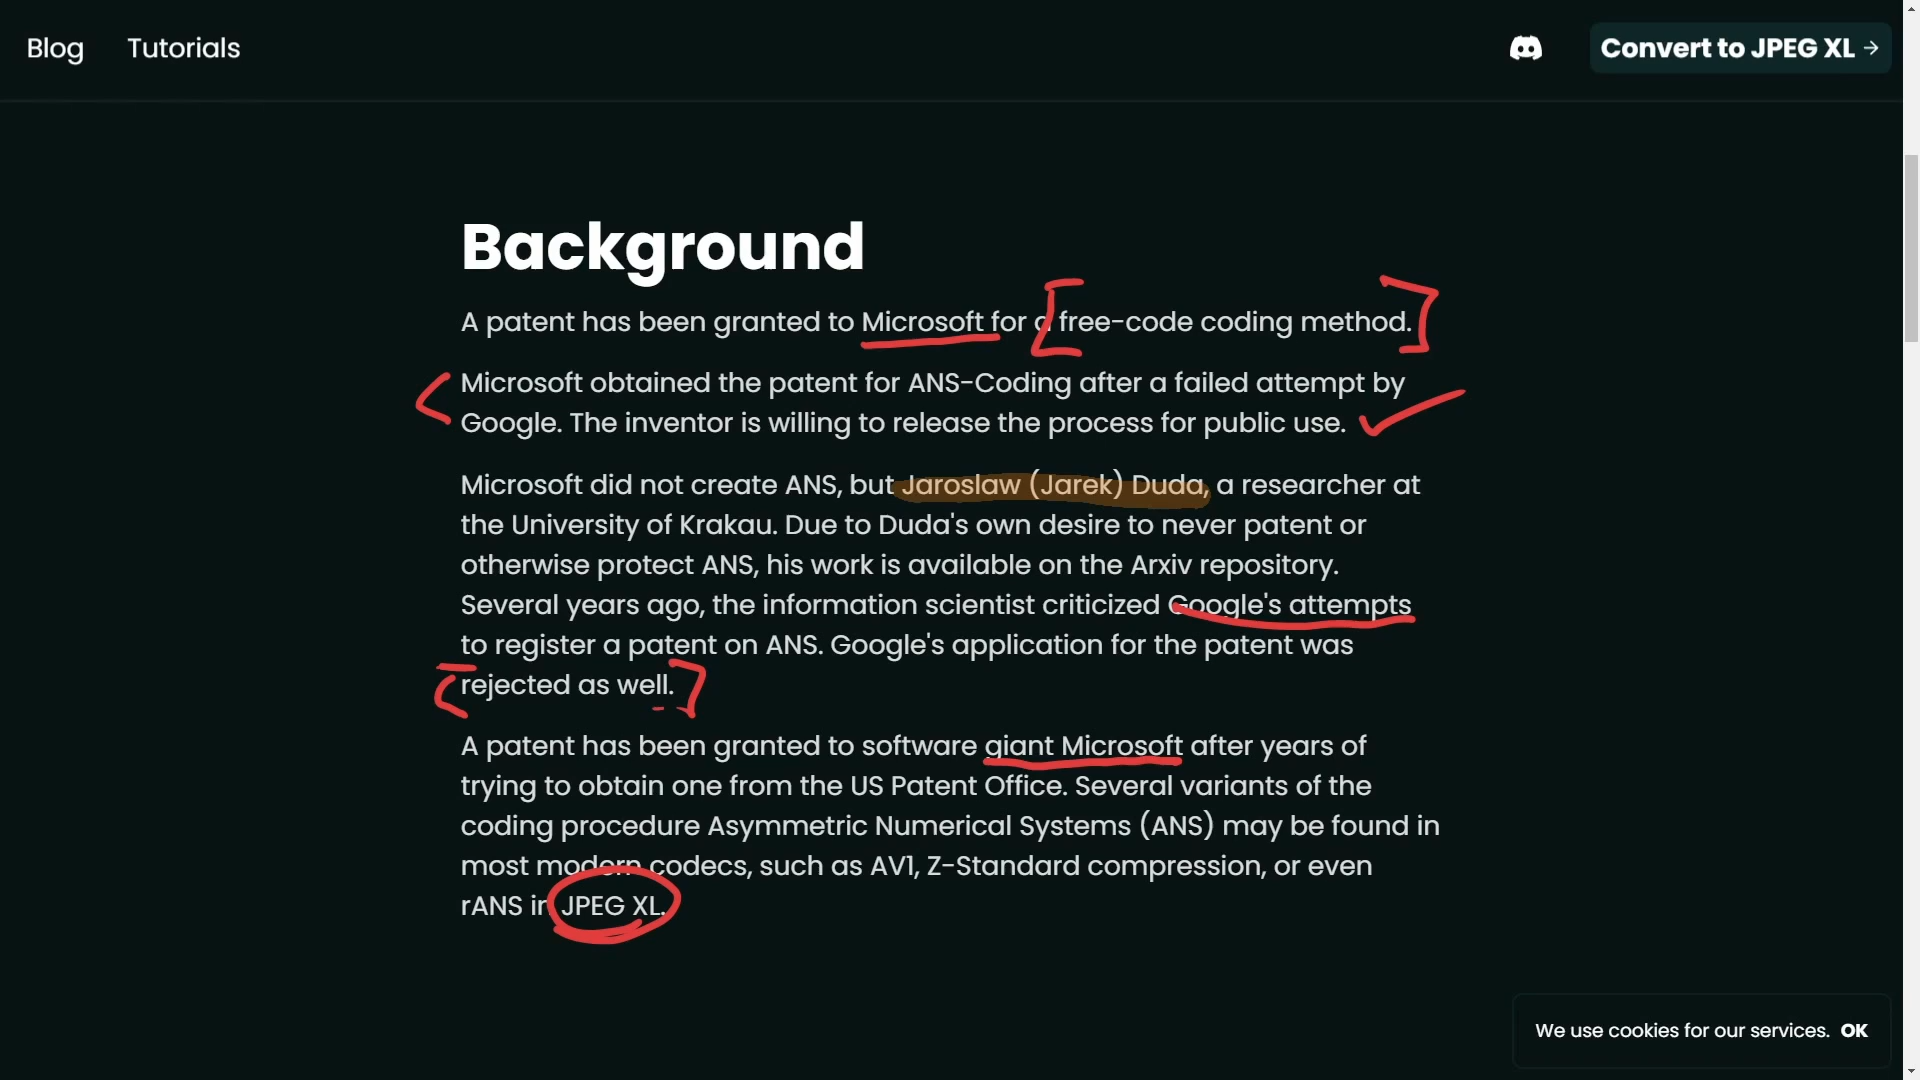 Blog
Tutorials
Convert to JPEG XL →
Background
A patent has been granted to Microsoft for a free-code coding method.
Microsoft obtained the patent for ANS-Coding after a failed attempt by
Google. The inventor is willing to release the process for public use.
Microsoft did not create ANS, but Jaroslaw (Jarek) Duda, a researcher at
the University of Krakau. Due to Duda's own desire to never patent or
otherwise protect ANS, his work is available on the Arxiv repository.
Several years ago, the information scientist criticized Google's attempts
to register a patent on ANS. Google's application for the patent was
rejected as well.
A patent has been granted to software giant Microsoft after years of
trying to obtain one from the US Patent Office. Several variants of the
coding procedure Asymmetric Numerical Systems (ANS) may be found in
most modern codecs, such as AV1, Z-Standard compression, or even
rANS in JPEG XL.
We use cookies for our services. OK